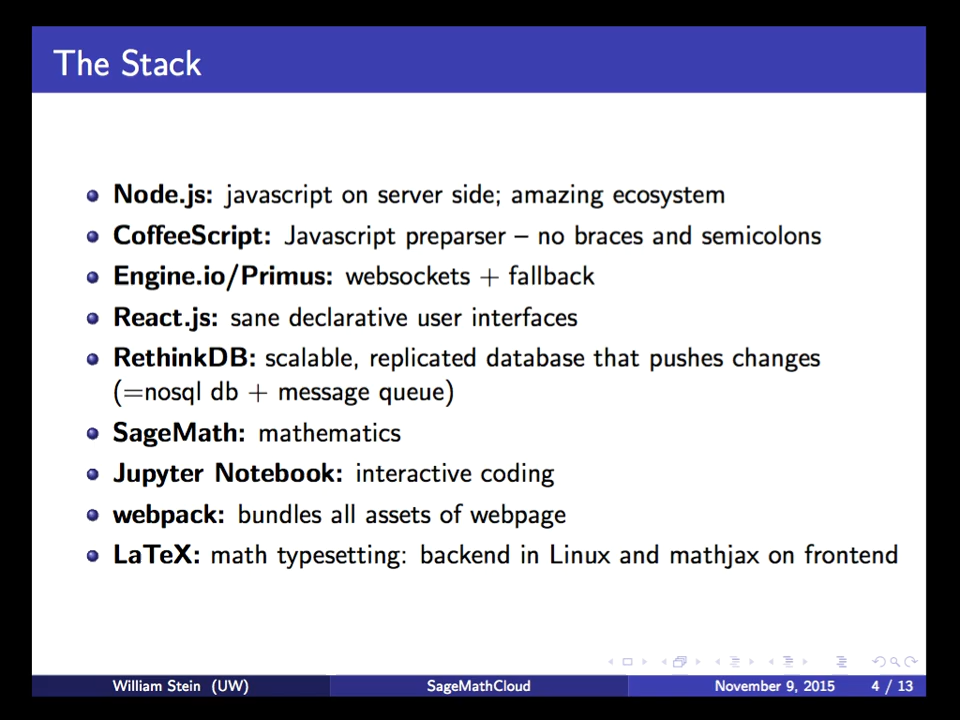 The Stack
Node.js: javascript on server side; amazing ecosystem
CoffeeScript: Javascript preparser – no braces and semicolons
Engine.io/Primus: websockets + fallback
React.js: sane declarative user interfaces
RethinkDB: scalable, replicated database that pushes changes
(=nosql db + message queue)
SageMath: mathematics
Jupyter Notebook: interactive coding
webpack: bundles all assets of webpage
LaTeX: math typesetting: backend in Linux and mathjax on frontend
William Stein (UW) SageMathCloud November 9, 2015 4 / 13